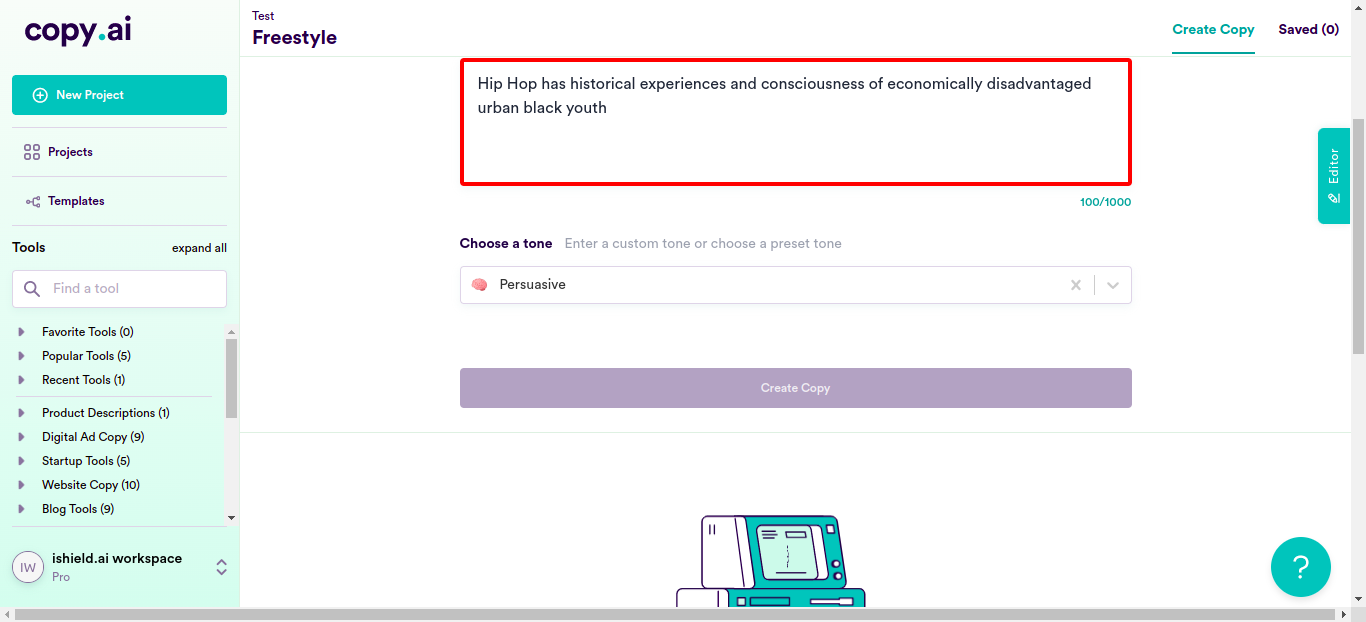 copy.ai
Test
Freestyle
Create Copy
Saved (0)
New Project
Projects
Templates
Tools
expand all
Find a tool
Favorite Tools (0)
Popular Tools (5)
Recent Tools (1)
Product Descriptions (1)
Digital Ad Copy (9)
Startup Tools (5)
Website Copy (10)
Blog Tools (9)
IW
ishield.ai workspace
Pro
Hip Hop has historical experiences and consciousness of economically disadvantaged
urban black youth
100/1000
Choose a tone Enter a custom tone or choose a preset tone
Persuasive
Create Copy
Editor
?